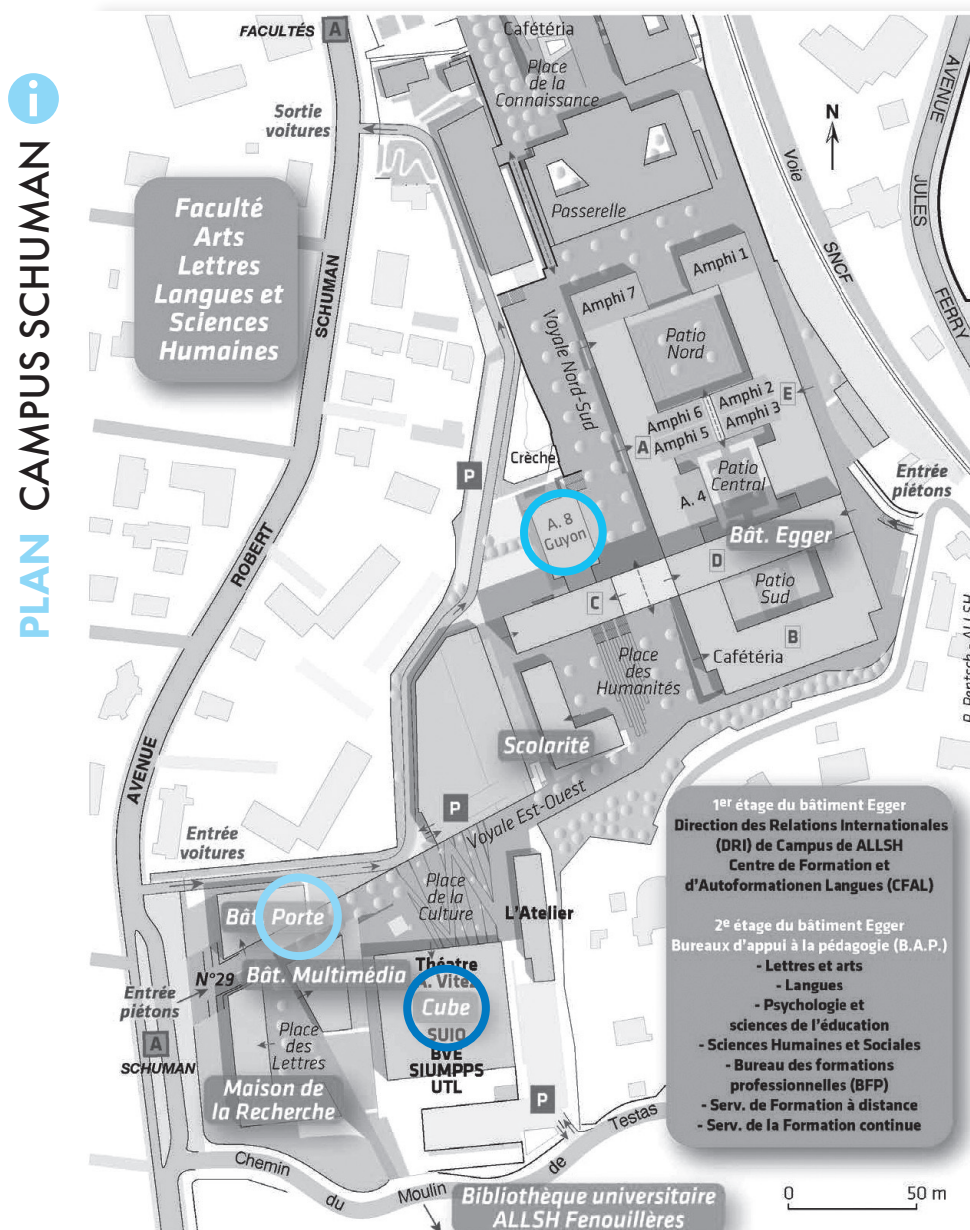 PLAN CAMPUS SCHUMAN i
FACULTÉS A
Cafétéria
Place
de la
Connaissance
Sortie
voitures
N
Voie
SNCF
AVENUE
JULES
FERRY
Faculté
Arts
Lettres
Langues et
Sciences
Humaines
Passerelle
SCHUMAN
ROBERT
AVENUE
Amphi 1
Amphi 7
Patio
Nord
Voyale Nord-Sud
Amphi 2
Amphi 6
E
Amphi 3
Amphi 5
A
Crèche
P
Patio
Central
A. 4
Entrée
piétons
A. 8
Guyon
Bât. Egger
D
C
Patio
Sud
B
Cafétéria
Place
des
Humanités
Scolarité
P
Voyale Est-Ouest
Entrée
voitures
Place
de la
Culture
L'Atelier
Bât. Porte
Bât. Multimédia
N°29
Entrée
piétons
A
SCHUMAN
Place
des
Lettres
Théatre
A. Vitez
Cube
SUIO
BVE
SIUMPPS
UTL
Maison de
la Recherche
P
Chemin
du
Moulin
de
Testas
Bibliothèque universitaire
ALLSH Fenouillères
1er étage du bâtiment Egger
Direction des Relations Internationales
(DRI) de Campus de ALLSH
Centre de Formation et
d'Autoformationen Langues (CFAL)
2e étage du bâtiment Egger
Bureaux d'appui à la pédagogie (B.A.P.)
- Lettres et arts
- Langues
- Psychologie et
sciences de l'éducation
- Sciences Humaines et Sociales
- Bureau des formations
professionnelles (BFP)
- Serv. de Formation à distance
- Serv. de la Formation continue
0 50 m